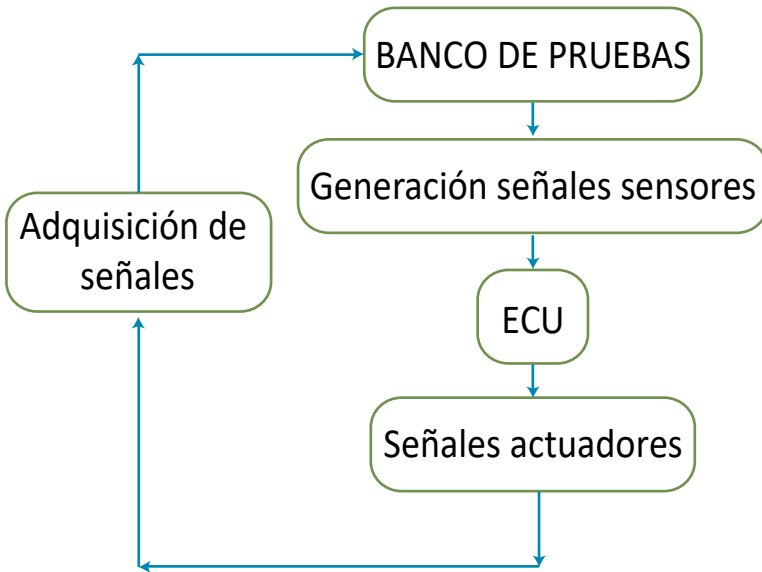 BANCO DE PRUEBAS
Generación señales sensores
Adquisición de
señales
ECU
Señales actuadores